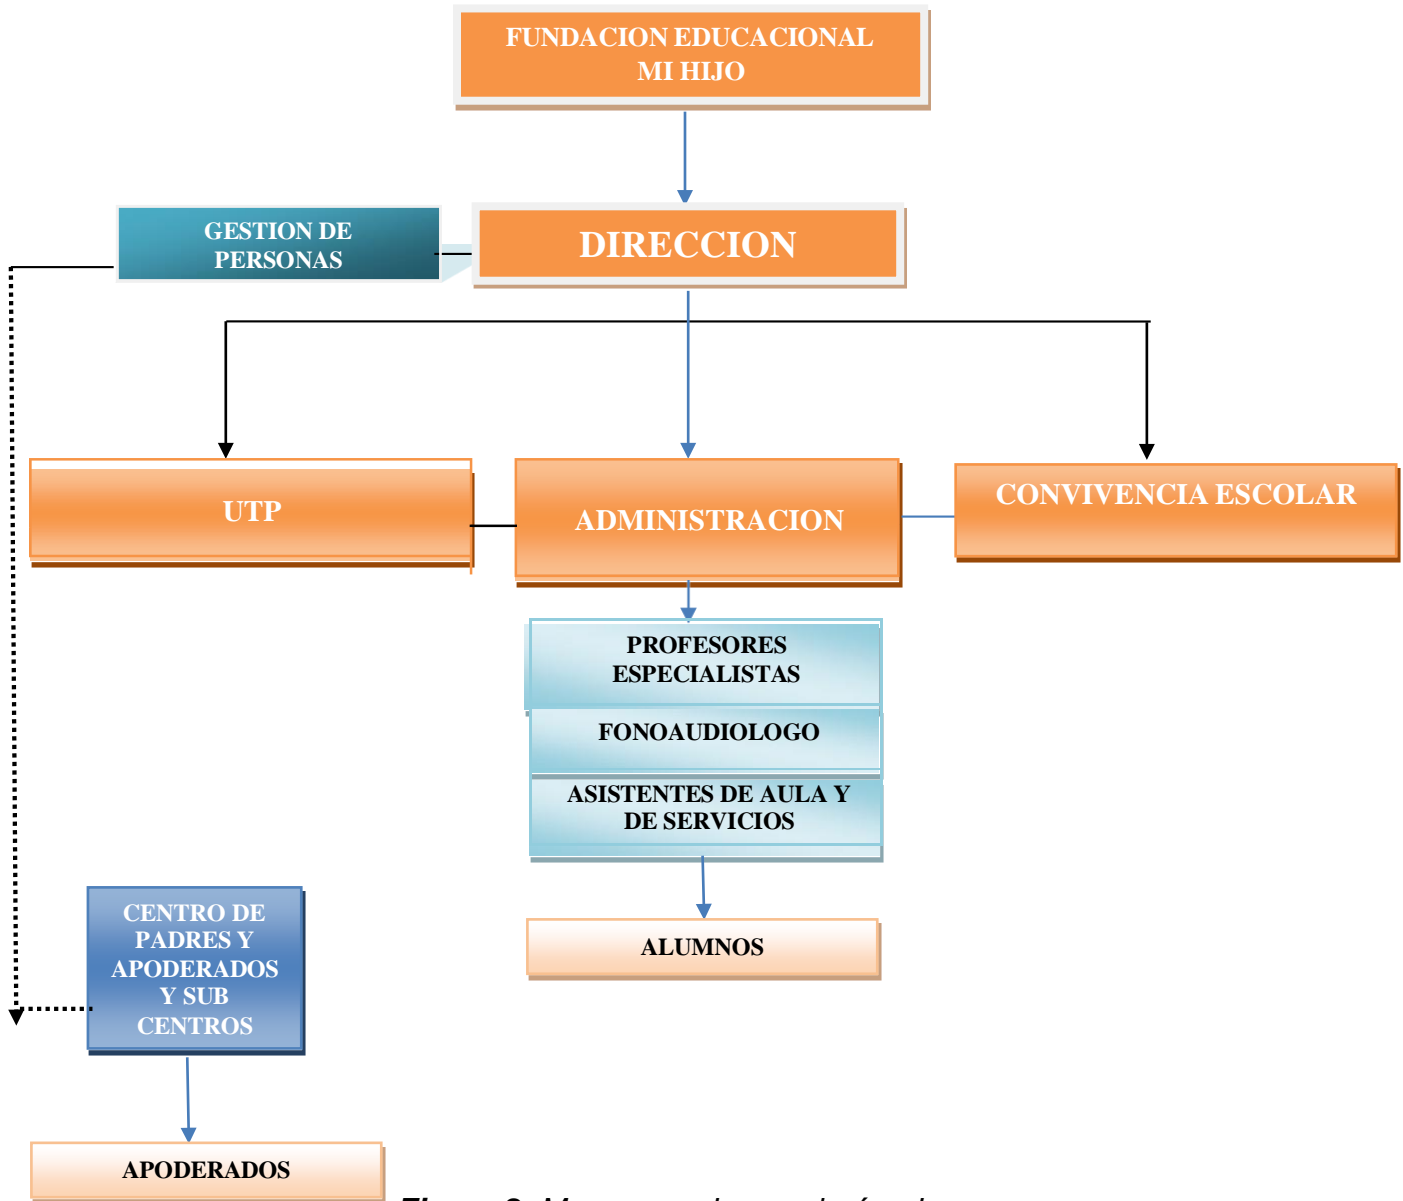 FUNDACION EDUCACIONAL
MI HIJO
GESTION DE
PERSONAS
DIRECCION
UTP
ADMINISTRACION
CONVIVENCIA ESCOLAR
PROFESORES
ESPECIALISTAS
FONOAUDIOLOGO
ASISTENTES DE AULA Y
DE SERVICIOS
CENTRO DE
PADRES Y
APODERADOS
Y SUB
CENTROS
ALUMNOS
APODERADOS